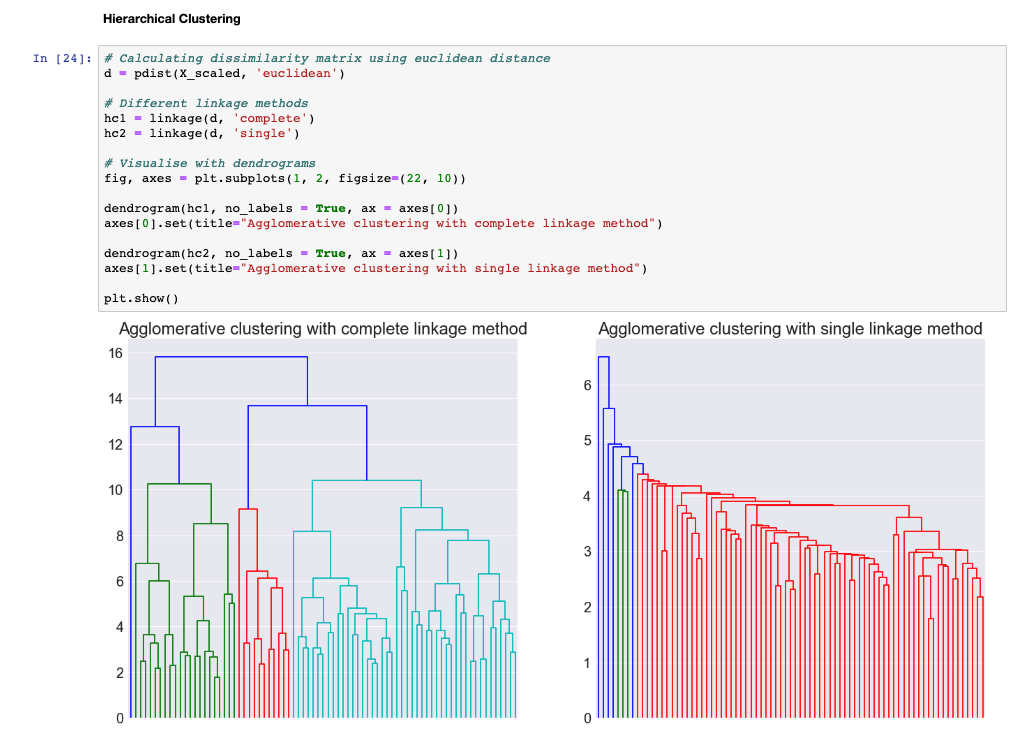 Hierarchical Clustering
In [24]: # Calculating dissimilarity matrix using euclidean distance
d = pdist(X_scaled, 'euclidean')
# Different linkage methods
hc1 = linkage(d, 'complete')
hc2 = linkage(d, 'single')
# Visualise with dendrograms
fig, axes = plt.subplots(1, 2, figsize=(22, 10))
dendrogram(hc1, no_labels = True, ax = axes[0])
axes[0].set(title="Agglomerative clustering with complete linkage method")
dendrogram(hc2, no_labels = True, ax = axes[1])
axes[1].set(title="Agglomerative clustering with single linkage method")
plt.show()
Agglomerative clustering with complete linkage method
16
14
12
10
8
6
4
2
0
Agglomerative clustering with single linkage method
6
5
4
3
2
1
0